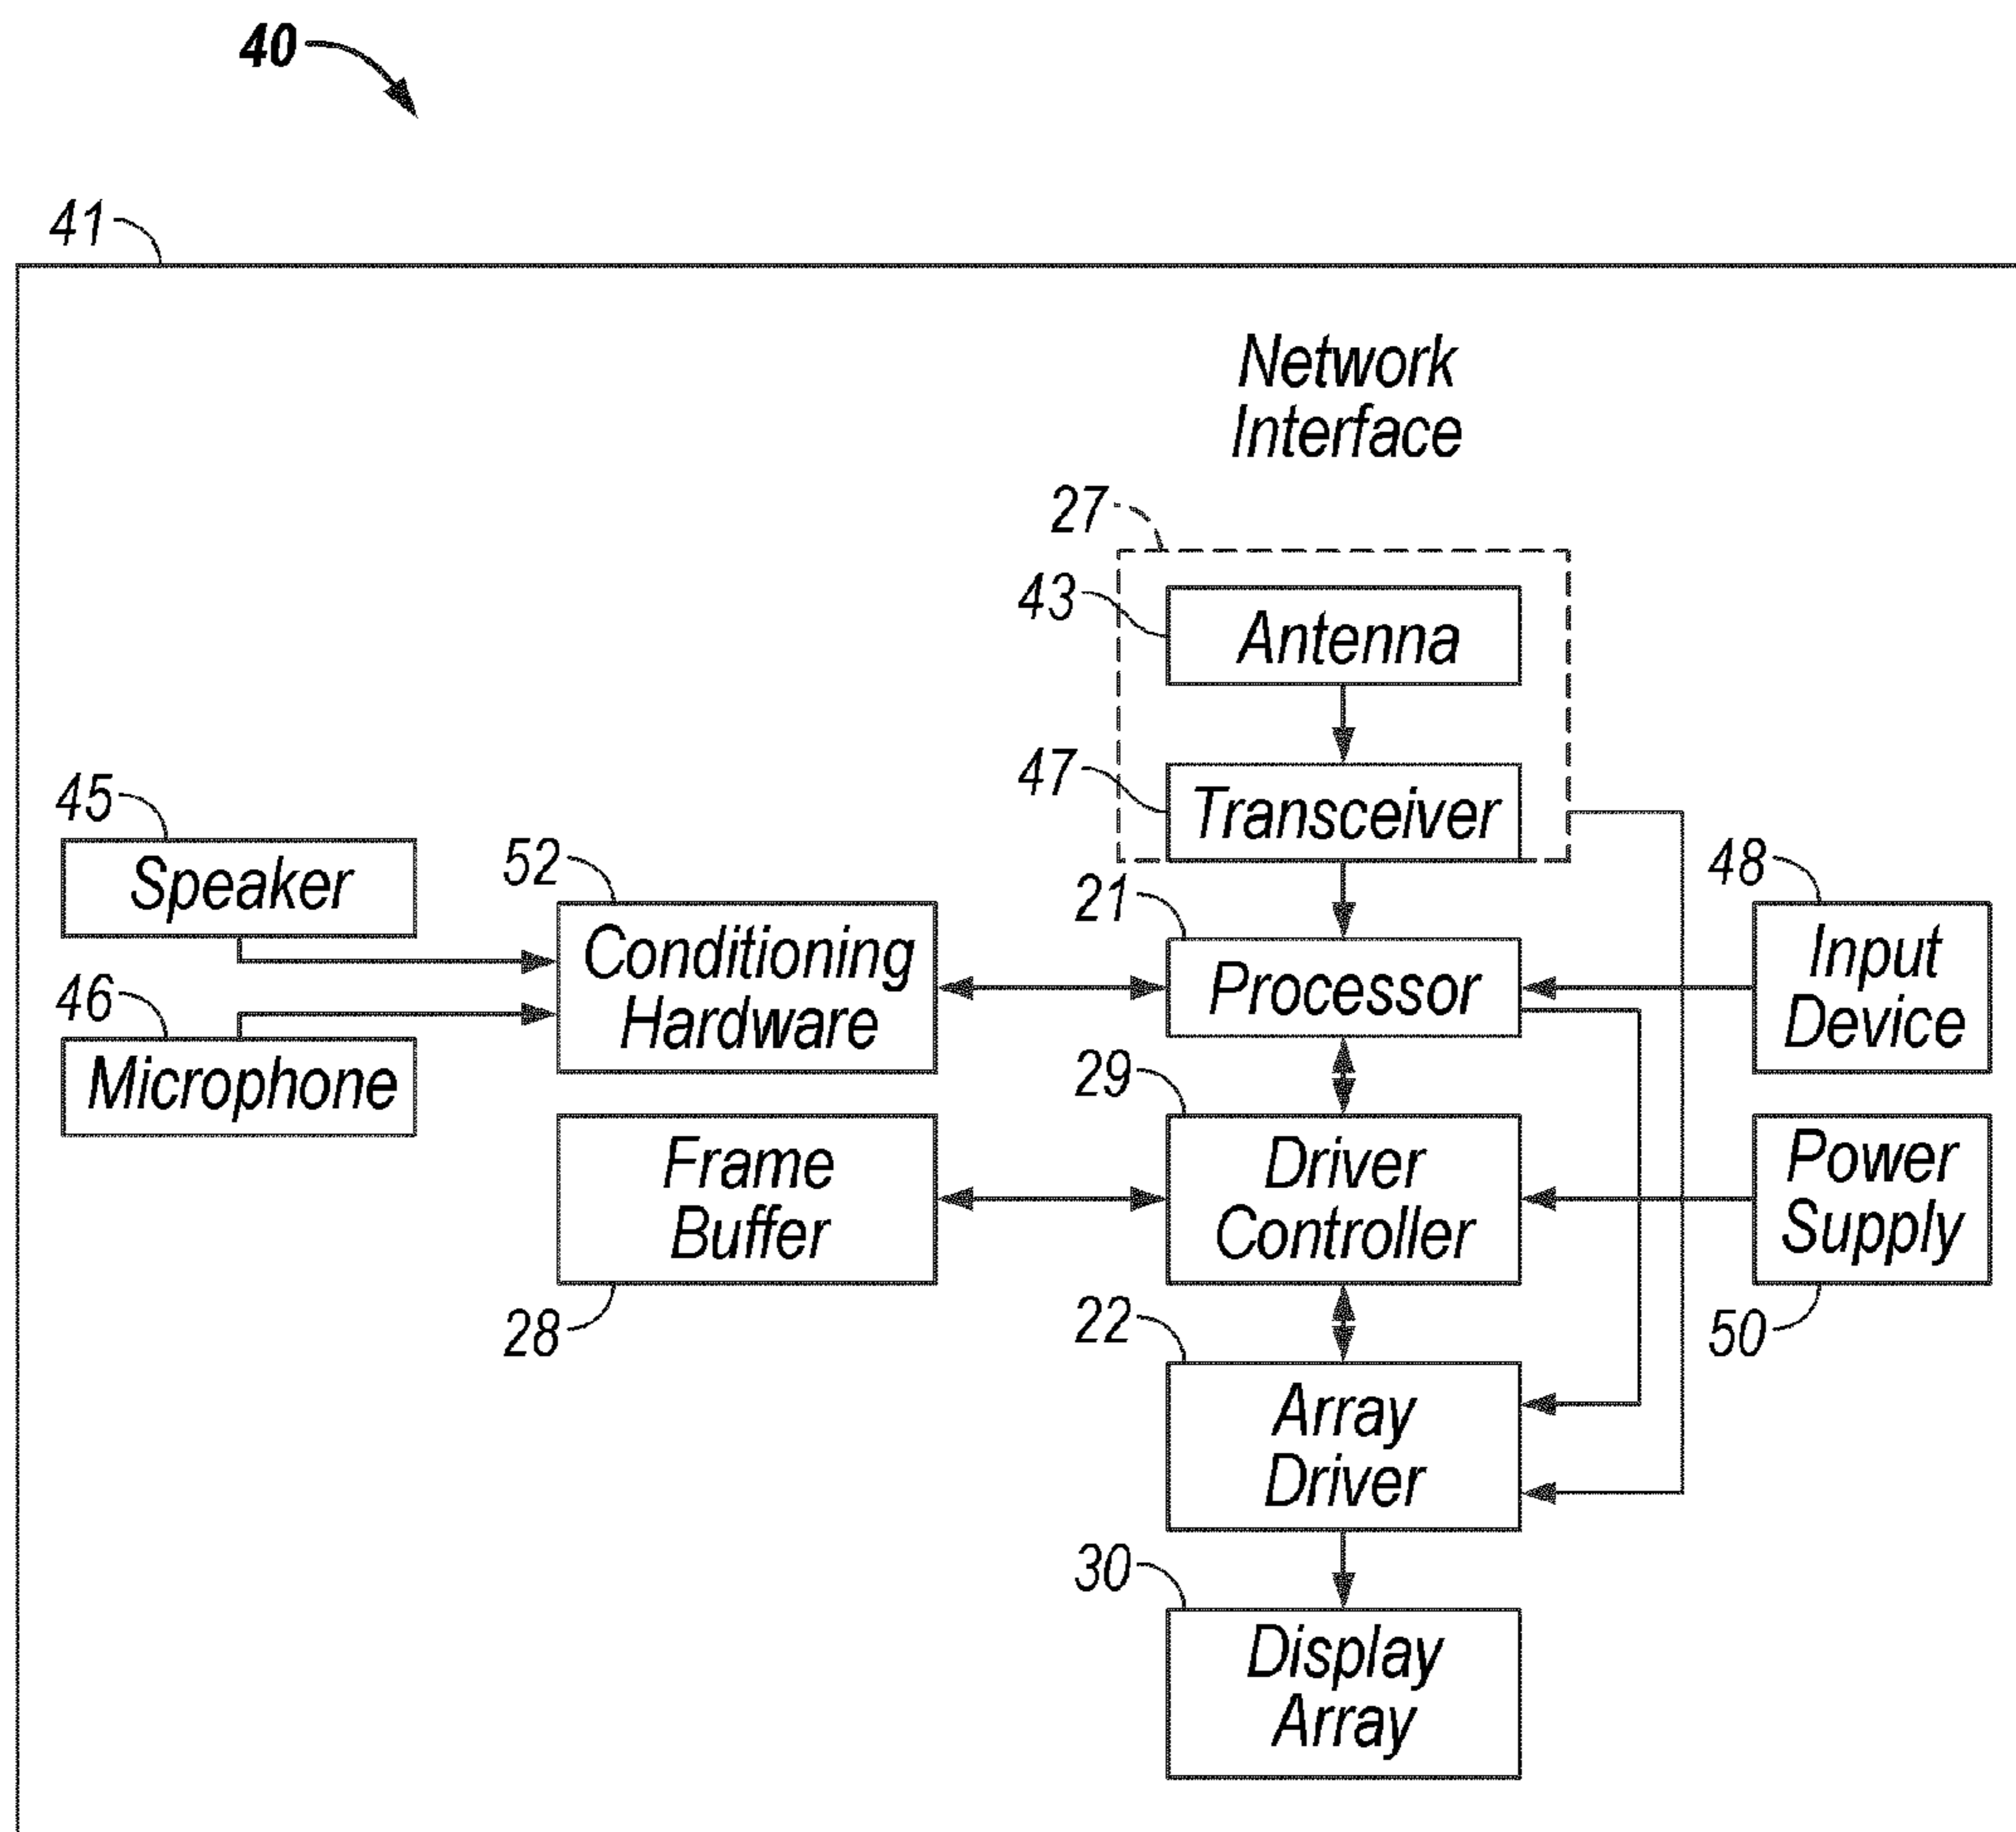 40
41
Network
Interface
27
43
Antenna
47
Transceiver
45
Speaker
52
Conditioning
Hardware
21
Processor
48
Input
Device
46
Microphone
29
Driver
Controller
Frame
Buffer
28
Power
Supply
50
22
Array
Driver
30
Display
Array